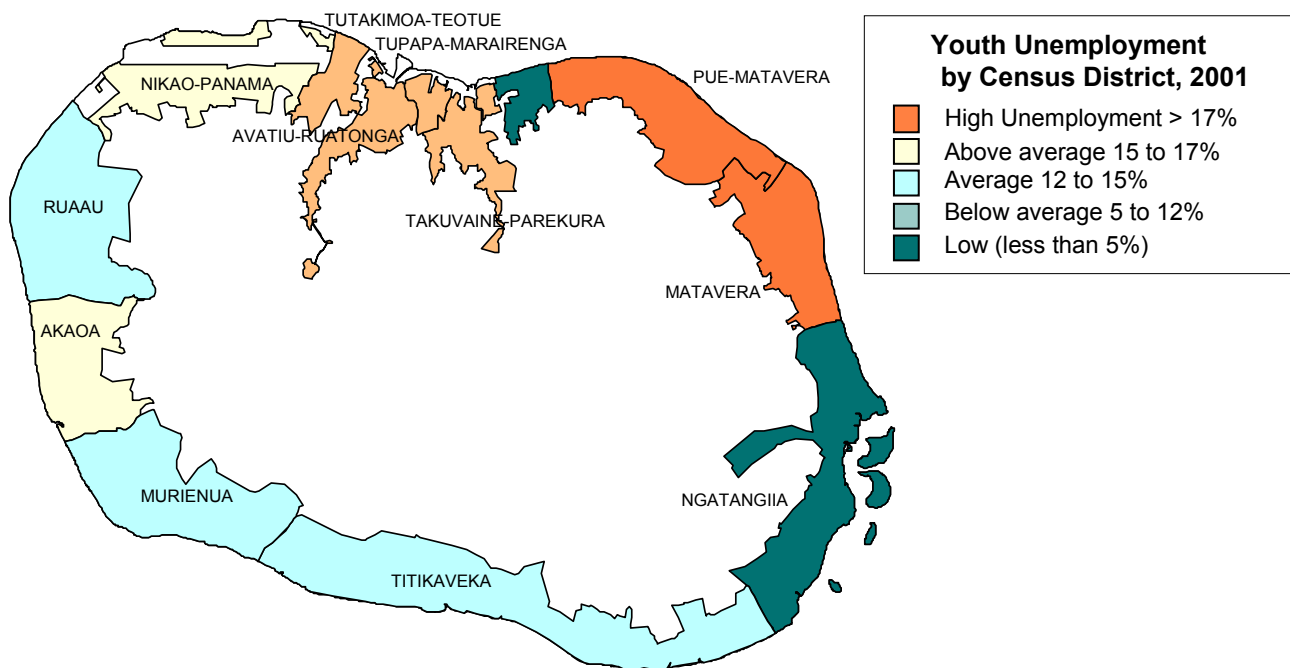 TUTAKIMOA-TEOTUE
TUPAPA-MARAIRENGA
NIKAO-PANAMA
PUE-MATAVERA
AVATIU-RUATONGA
RUAAU
TAKUVAINE-PAREKURA
MATAVERA
AKAOA
MURIENUA
NGATANGIIA
TITIKAVEKA
Youth Unemployment
by Census District, 2001
High Unemployment > 17%
Above average 15 to 17%
Average 12 to 15%
Below average 5 to 12%
Low (less than 5%)